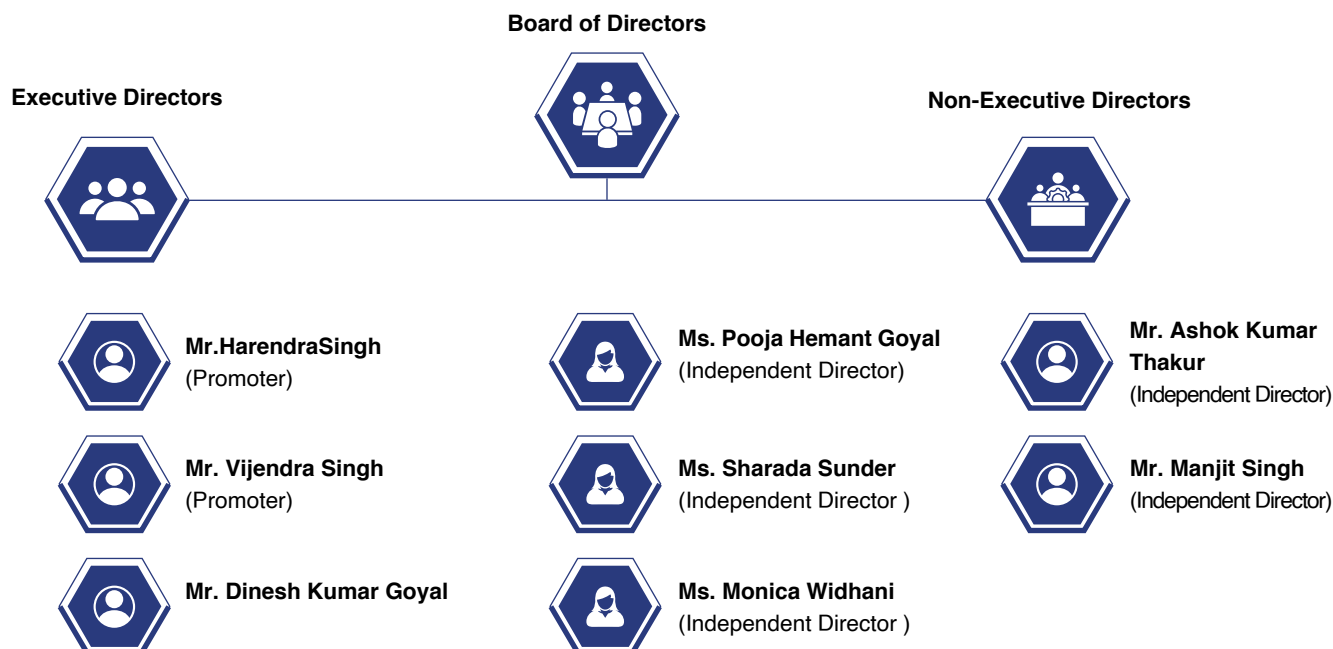 Board of Directors
Executive Directors
Non-Executive Directors
Mr.HarendraSingh
(Promoter)
Ms. Pooja Hemant Goyal
(Independent Director)
Mr. Ashok Kumar
Thakur
(Independent Director)
Mr. Vijendra Singh
(Promoter)
Ms. Sharada Sunder
(Independent Director )
Mr. Manjit Singh
(Independent Director)
Mr. Dinesh Kumar Goyal
Ms. Monica Widhani
(Independent Director )